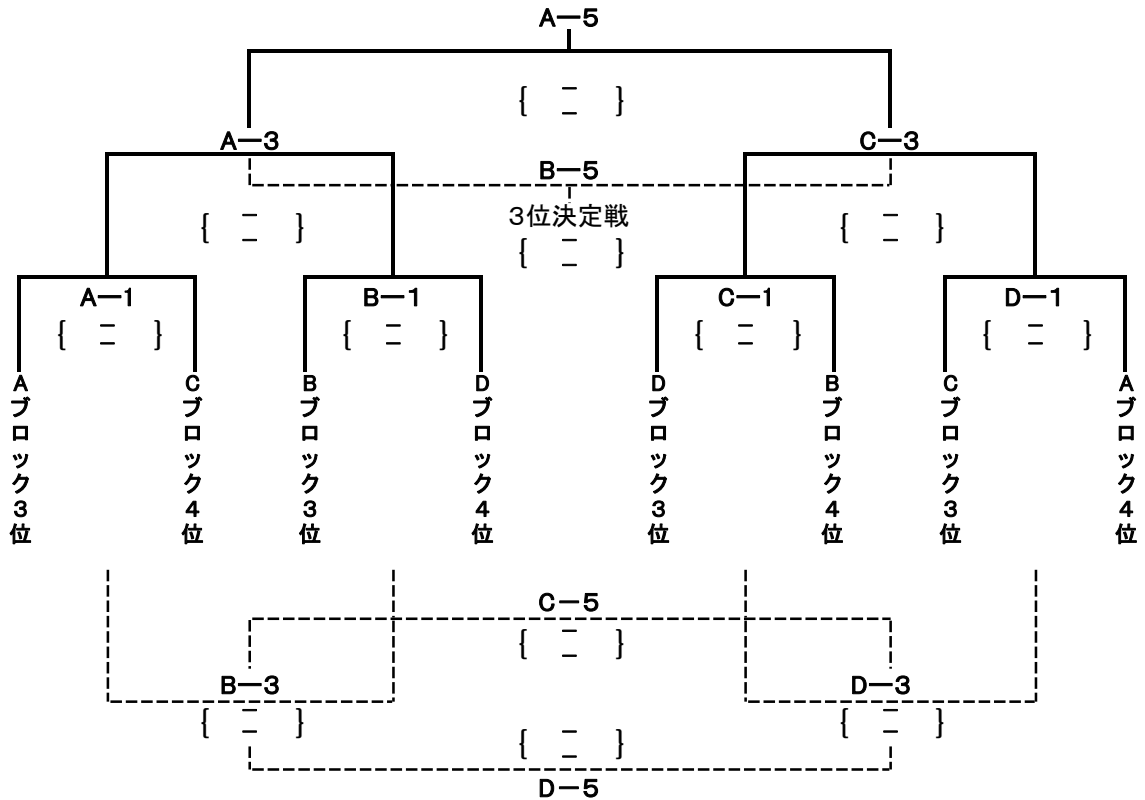 A－5
{ － － }
A－3
C－3
B－5
3位決定戦
{ － － }
{ － － }
{ － － }
A－1
B－1
C－1
D－1
{ － － }
{ － － }
{ － － }
{ － － }
Aブロック3位
Cブロック4位
Bブロック3位
Dブロック4位
Dブロック3位
Bブロック4位
Cブロック3位
Aブロック4位
C－5
{ － － }
B－3
D－3
{ － － }
{ － － }
{ － － }
D－5